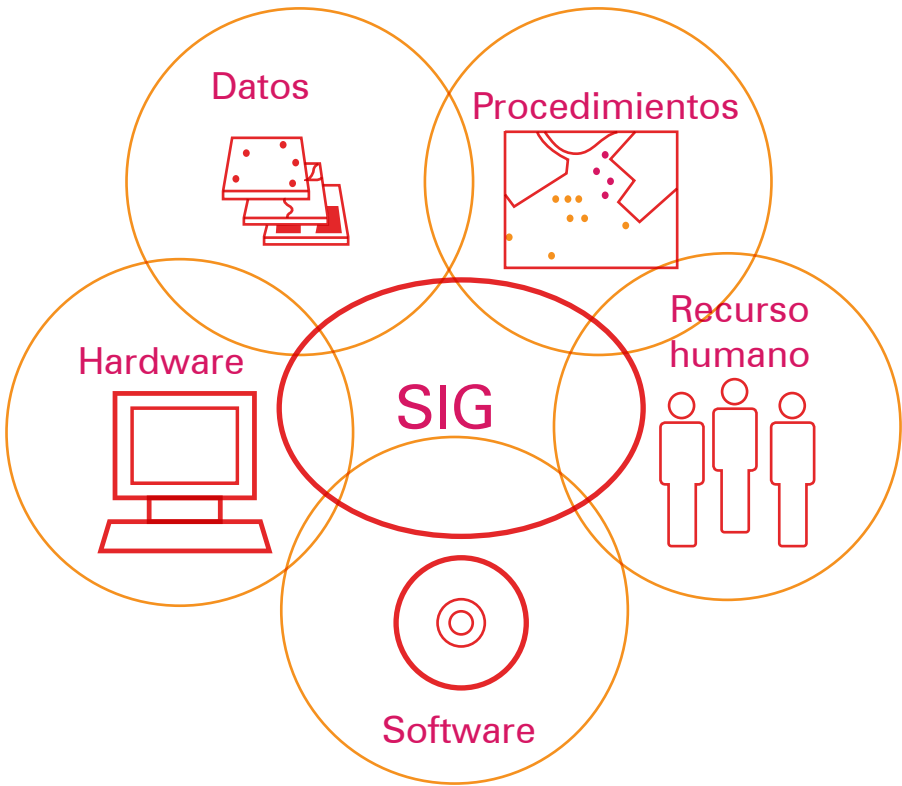 Datos
Procedimientos
Recurso
humano
Hardware
SIG
Software